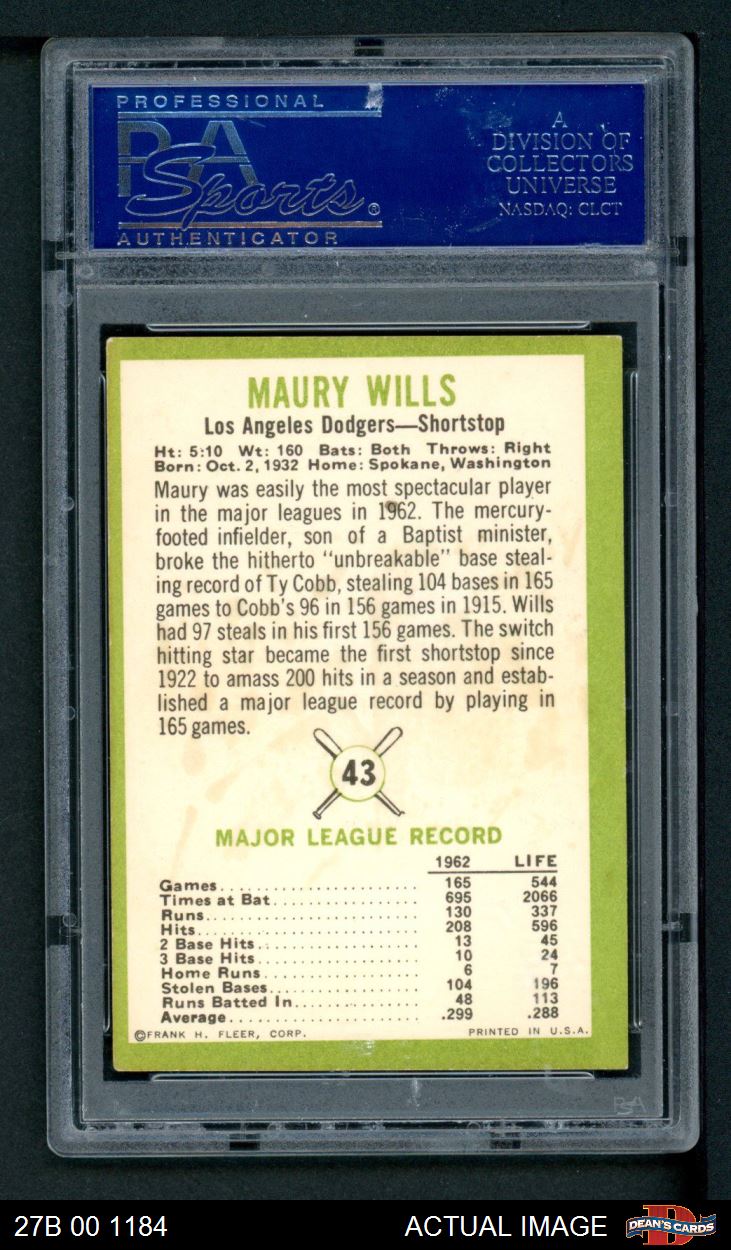 PROFESSIONAL
PSA
Sports®
AUTHENTICATOR
A
DIVISION OF
COLLECTORS
UNIVERSE
NASDAQ: CLCT
MAURY WILLS
Los Angeles Dodgers—Shortstop
Ht: 5:10 Wt: 160 Bats: Both Throws: Right
Born: Oct. 2, 1932 Home: Spokane, Washington
Maury was easily the most spectacular player
in the major leagues in 1962. The mercury-
footed infielder, son of a Baptist minister,
broke the hitherto "unbreakable" base steal-
ing record of Ty Cobb, stealing 104 bases in 165
games to Cobb's 96 in 156 games in 1915. Wills
had 97 steals in his first 156 games. The switch
hitting star became the first shortstop since
1922 to amass 200 hits in a season and estab-
lished a major league record by playing in
165 games.
43
MAJOR LEAGUE RECORD
1962 LIFE
Games 165 544
Times at Bat 695 2066
Runs 130 337
Hits 208 596
2 Base Hits 13 45
3 Base Hits 10 24
Home Runs 6 7
Stolen Bases 104 196
Runs Batted In 48 113
Average .299 .288
©FRANK H. FLEER, CORP. PRINTED IN U.S.A.
PSA
27B 00 1184 ACTUAL IMAGE DEAN'S CARDS